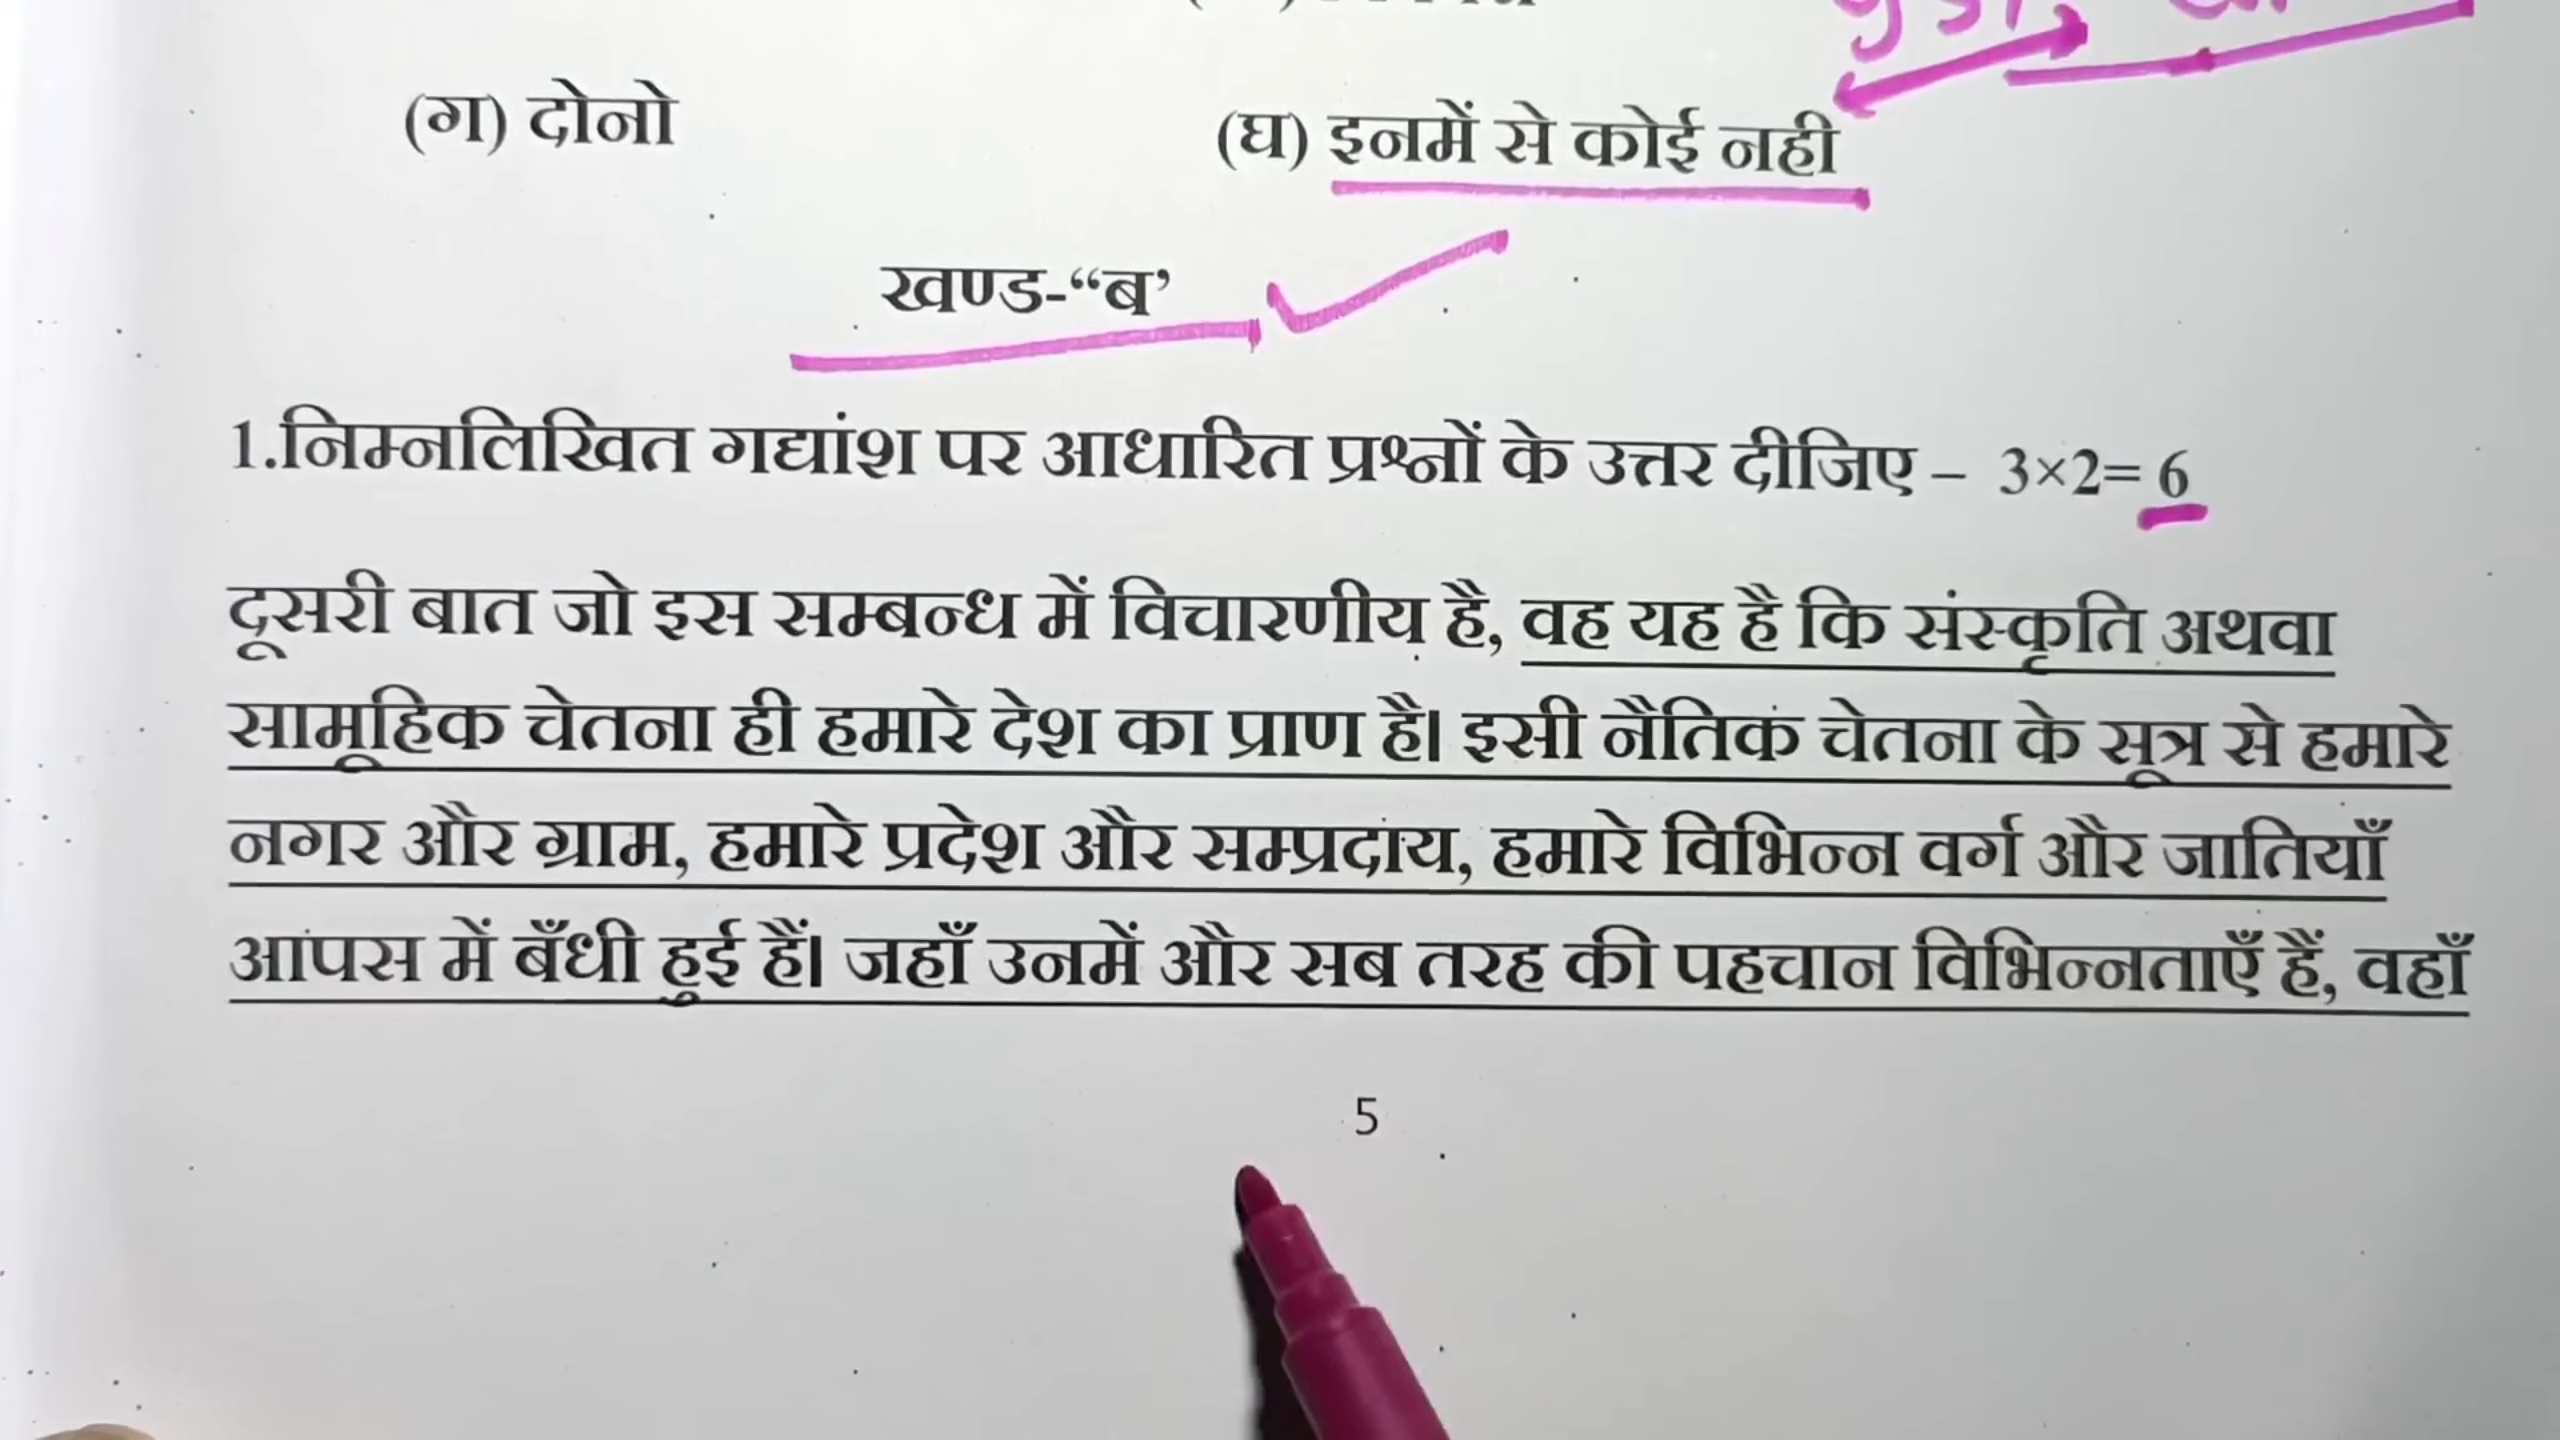 (ग) दोनो (घ) इनमें से कोई नही
खण्ड-“ब’
1.निम्नलिखित गद्यांश पर आधारित प्रश्नों के उत्तर दीजिए – 3×2= 6
दूसरी बात जो इस सम्बन्ध में विचारणीय है, वह यह है कि संस्कृति अथवा
सामूहिक चेतना ही हमारे देश का प्राण है। इसी नैतिक चेतना के सूत्र से हमारे
नगर और ग्राम, हमारे प्रदेश और सम्प्रदाय, हमारे विभिन्न वर्ग और जातियाँ
आपस में बँधी हुई हैं। जहाँ उनमें और सब तरह की पहचान विभिन्नताएँ हैं, वहाँ
5